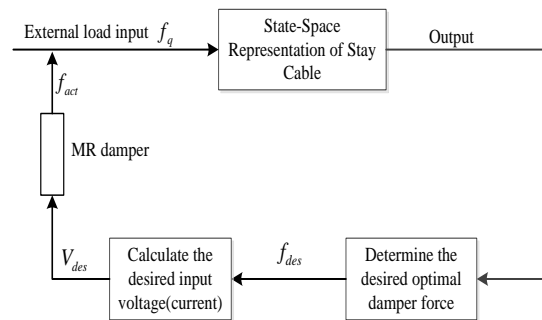 External load input f_q
State-Space
Representation of Stay
Cable
Output
f_act
MR damper
V_des
Calculate the
desired input
voltage(current)
f_des
Determine the
desired optimal
damper force